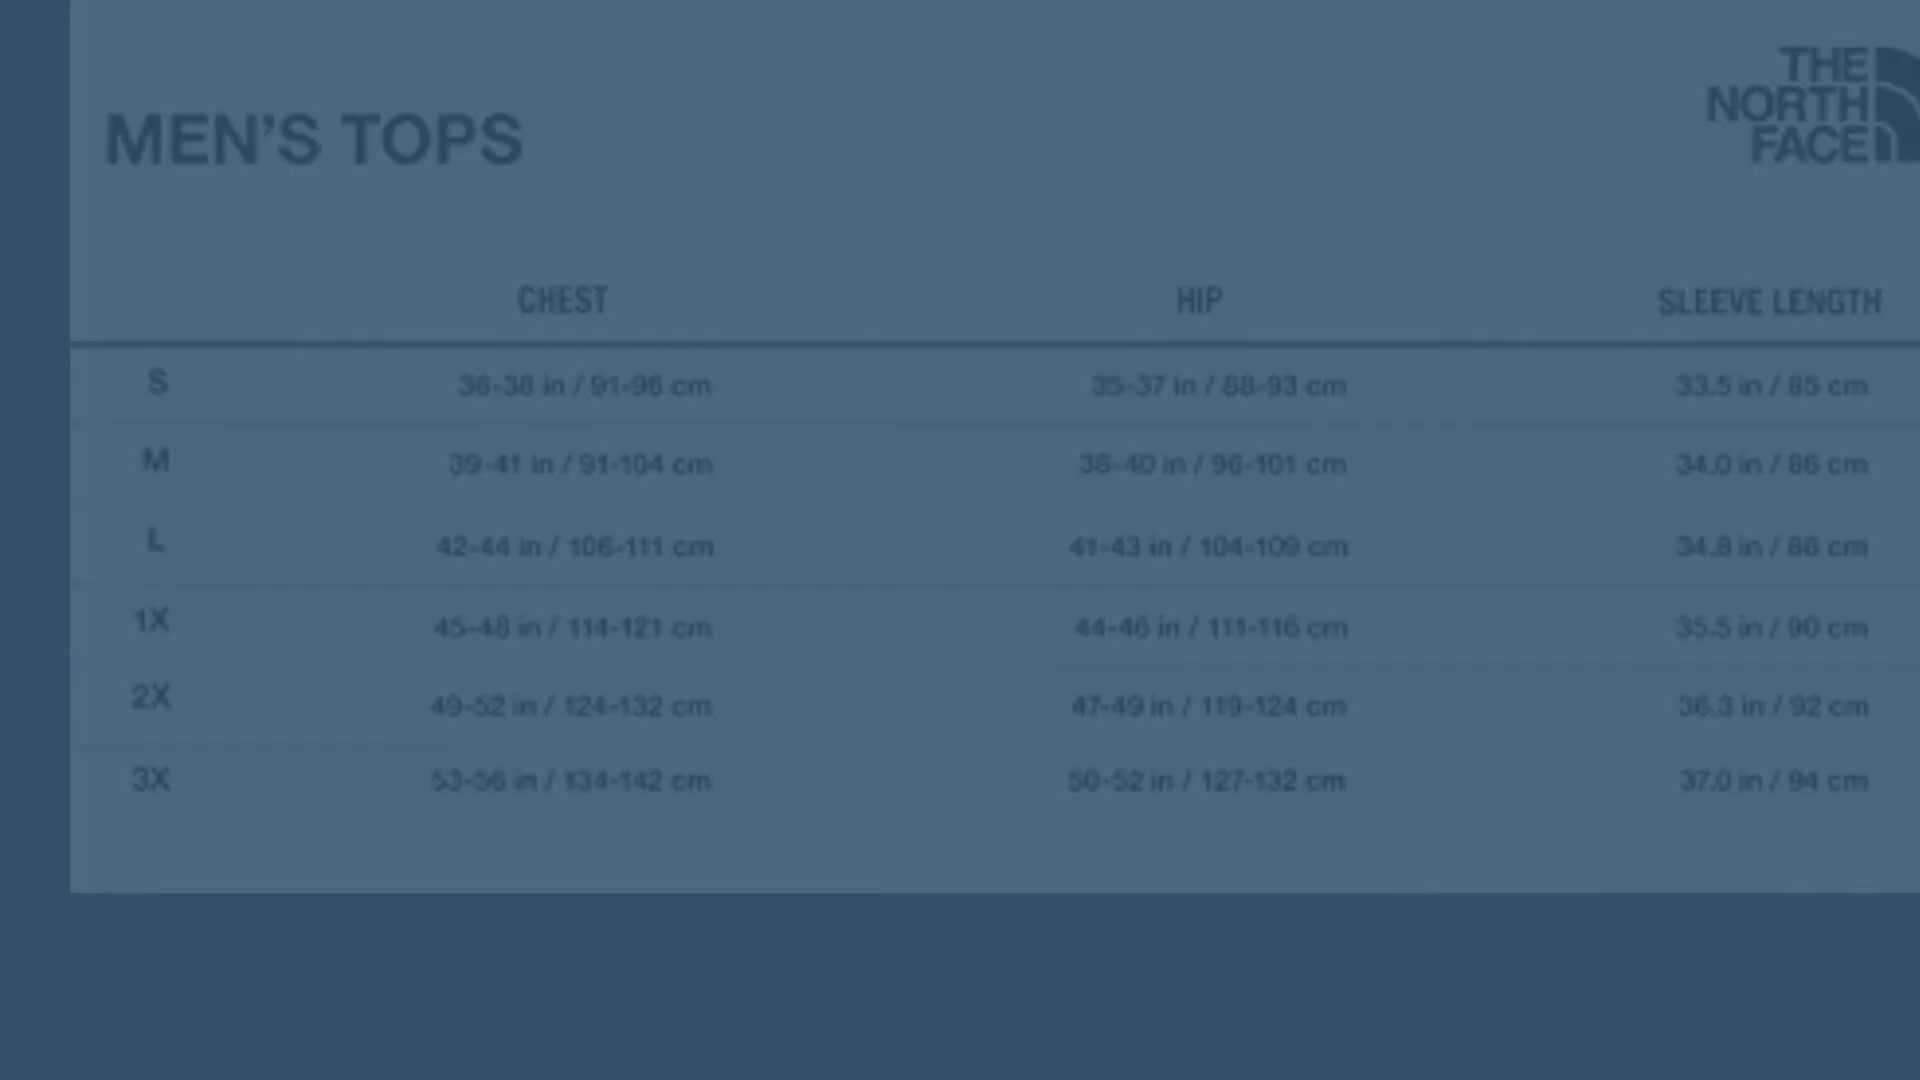 THE
NORTH
FACE
MEN'S TOPS
CHEST HIP SLEEVE LENGTH
S 36-38 in / 91-96 cm 35-37 in / 88-93 cm 33.5 in / 85 cm
M 39-41 in / 91-104 cm 38-40 in / 96-101 cm 34.0 in / 86 cm
L 42-44 in / 106-111 cm 41-43 in / 104-109 cm 34.8 in / 88 cm
1X 45-48 in / 114-121 cm 44-46 in / 111-116 cm 35.5 in / 90 cm
2X 49-52 in / 124-132 cm 47-49 in / 119-124 cm 36.3 in / 92 cm
3X 53-56 in / 134-142 cm 50-52 in / 127-132 cm 37.0 in / 94 cm